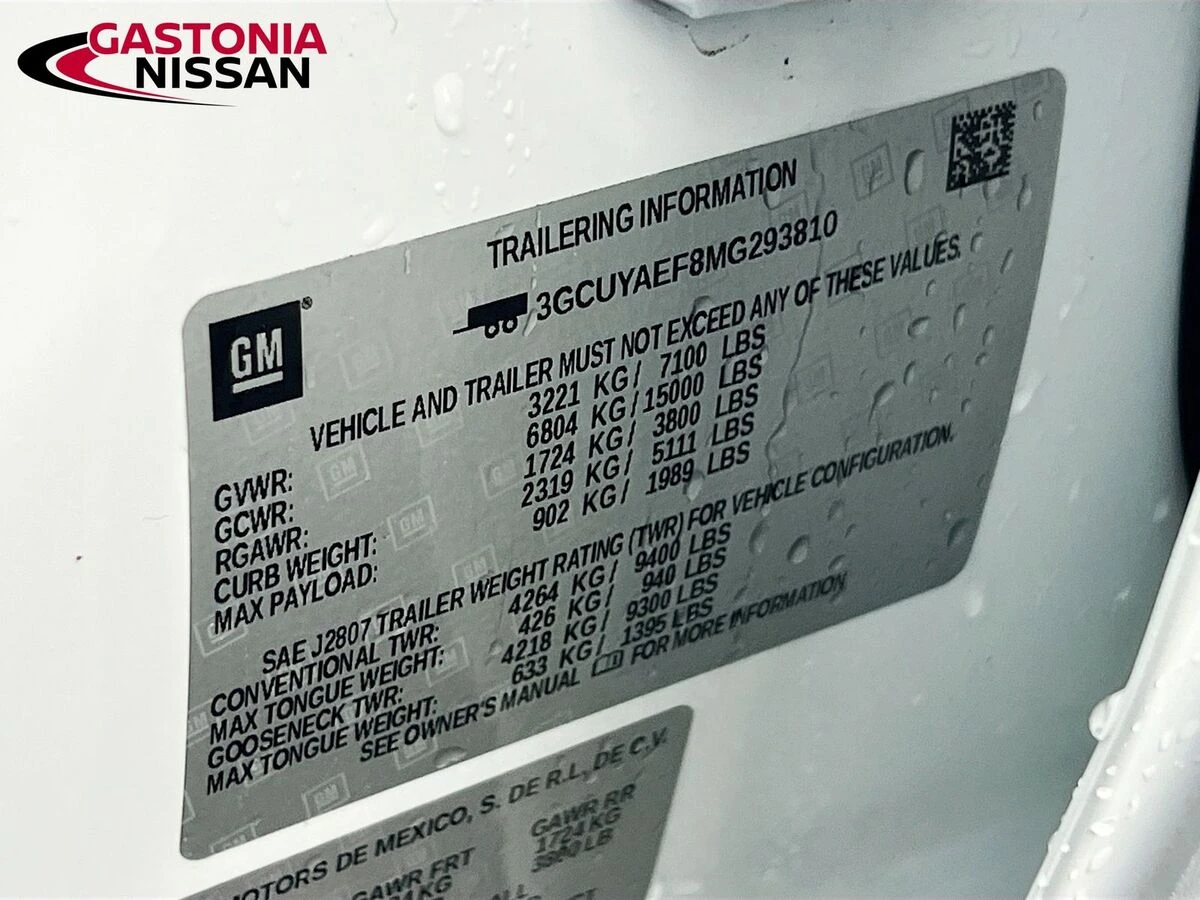 GASTONIA
NISSAN
TRAILERING INFORMATION
3GCUYAEF8MG293810
GM®
VEHICLE AND TRAILER MUST NOT EXCEED ANY OF THESE VALUES.
GVWR: 3221 KG/ 7100 LBS
GCWR: 6804 KG/15000 LBS
RGAWR: 1724 KG/ 3800 LBS
CURB WEIGHT: 2319 KG/ 5111 LBS
MAX PAYLOAD: 902 KG/ 1989 LBS
SAE J2807 TRAILER WEIGHT RATING (TWR) FOR VEHICLE CONFIGURATION.
CONVENTIONAL TWR: 4264 KG/ 9400 LBS
MAX TONGUE WEIGHT: 426 KG/ 940 LBS
GOOSENECK TWR: 4218 KG/ 9300 LBS
MAX TONGUE WEIGHT: 633 KG/ 1395 LBS
SEE OWNER'S MANUAL FOR MORE INFORMATION
MOTORS DE MEXICO, S. DE R.L. DE C.V.
GAWR FRT GAWR RR
KG 1724 KG
LB